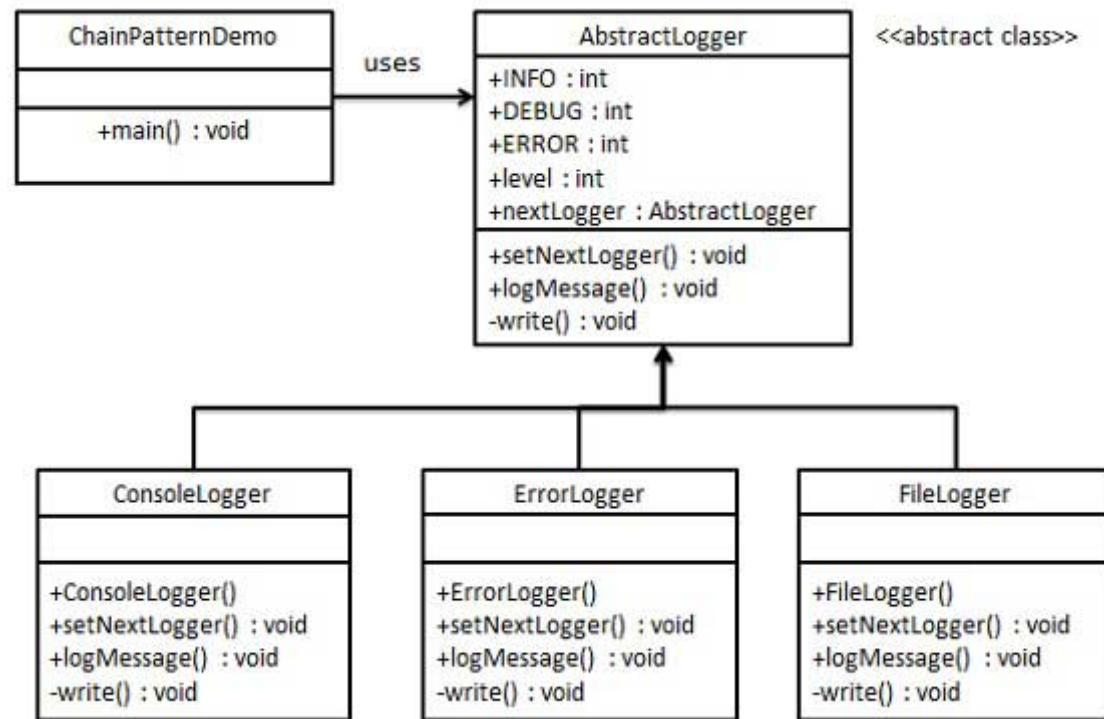 ChainPatternDemo
+main() : void
uses
AbstractLogger
+INFO : int
+DEBUG : int
+ERROR : int
+level : int
+nextLogger : AbstractLogger
+setNextLogger() : void
+logMessage() : void
-write() : void
<<abstract class>>
ConsoleLogger
+ConsoleLogger()
+setNextLogger() : void
+logMessage() : void
-write() : void
ErrorLogger
+ErrorLogger()
+setNextLogger() : void
+logMessage() : void
-write() : void
FileLogger
+FileLogger()
+setNextLogger() : void
+logMessage() : void
-write() : void